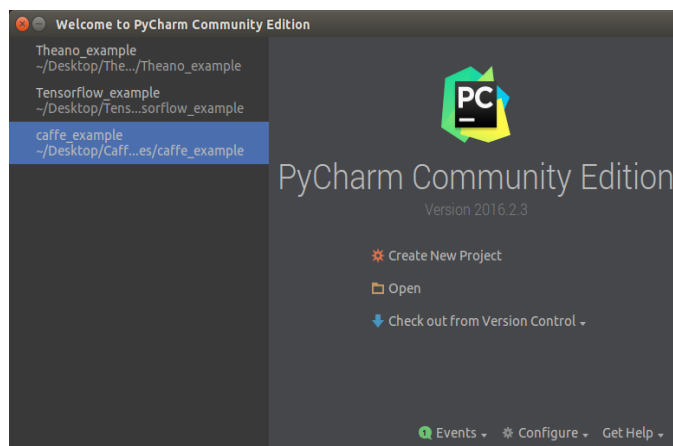 Welcome to PyCharm Community Edition
Theano_example
~/Desktop/The.../Theano_example
Tensorflow_example
~/Desktop/Tens...sorflow_example
caffe_example
~/Desktop/Caff...es/caffe_example
PC
PyCharm Community Edition
Version 2016.2.3
Create New Project
Open
Check out from Version Control
1 Events Configure Get Help